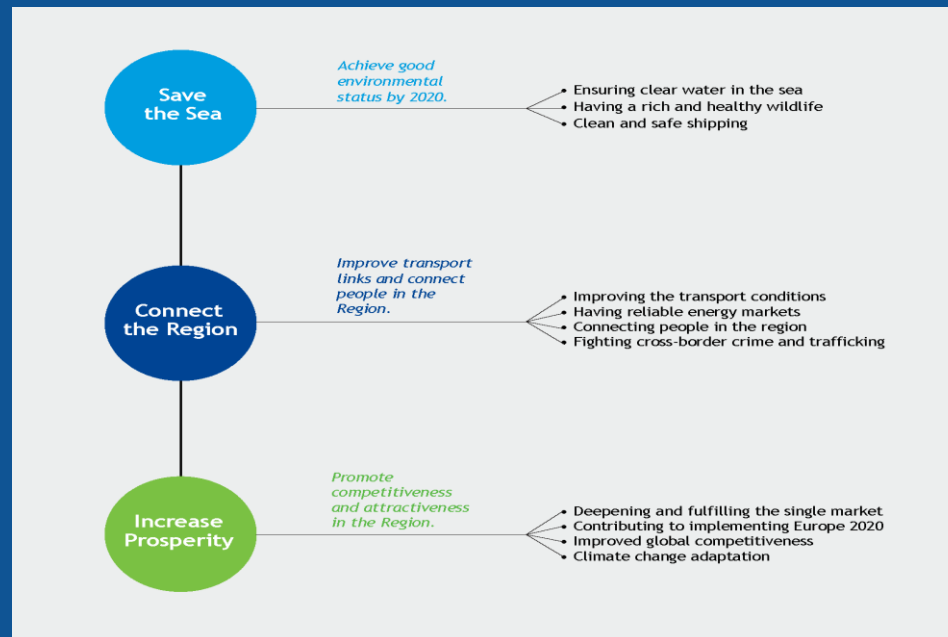 Save
the Sea
Achieve good
environmental
status by 2020.
Ensuring clear water in the sea
Having a rich and healthy wildlife
Clean and safe shipping
Connect
the Region
Improve transport
links and connect
people in the
Region.
Improving the transport conditions
Having reliable energy markets
Connecting people in the region
Fighting cross-border crime and trafficking
Increase
Prosperity
Promote
competitiveness
and attractiveness
in the Region.
Deepening and fulfilling the single market
Contributing to implementing Europe 2020
Improved global competitiveness
Climate change adaptation